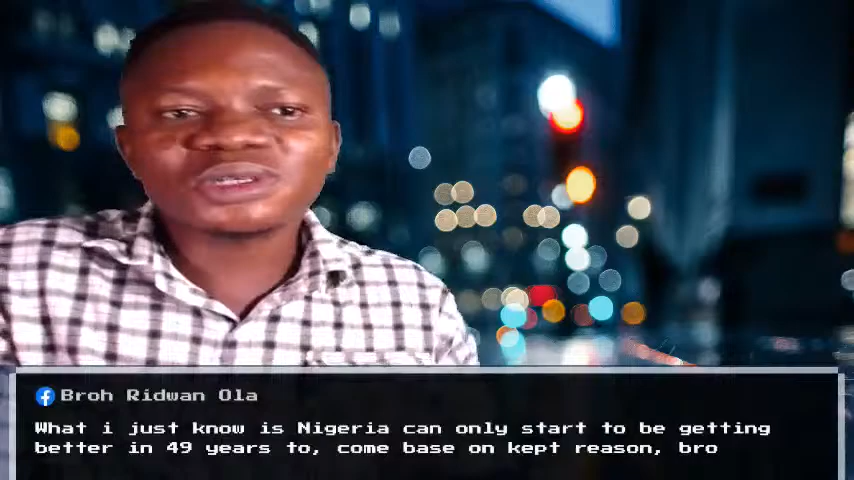 Broh Ridwan Ola
What i just know is Nigeria can only start to be getting
better in 49 years to, come base on kept reason, bro